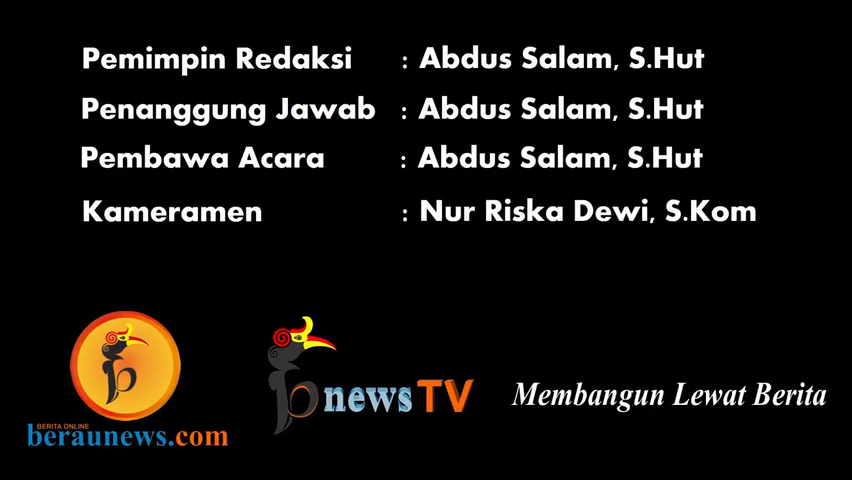 Pemimpin Redaksi : Abdus Salam, S.Hut
Penanggung Jawab : Abdus Salam, S.Hut
Pembawa Acara : Abdus Salam, S.Hut
Kameramen : Nur Riska Dewi, S.Kom
BERITA ONLINE
beraunews.com
bnewsTV
Membangun Lewat Berita